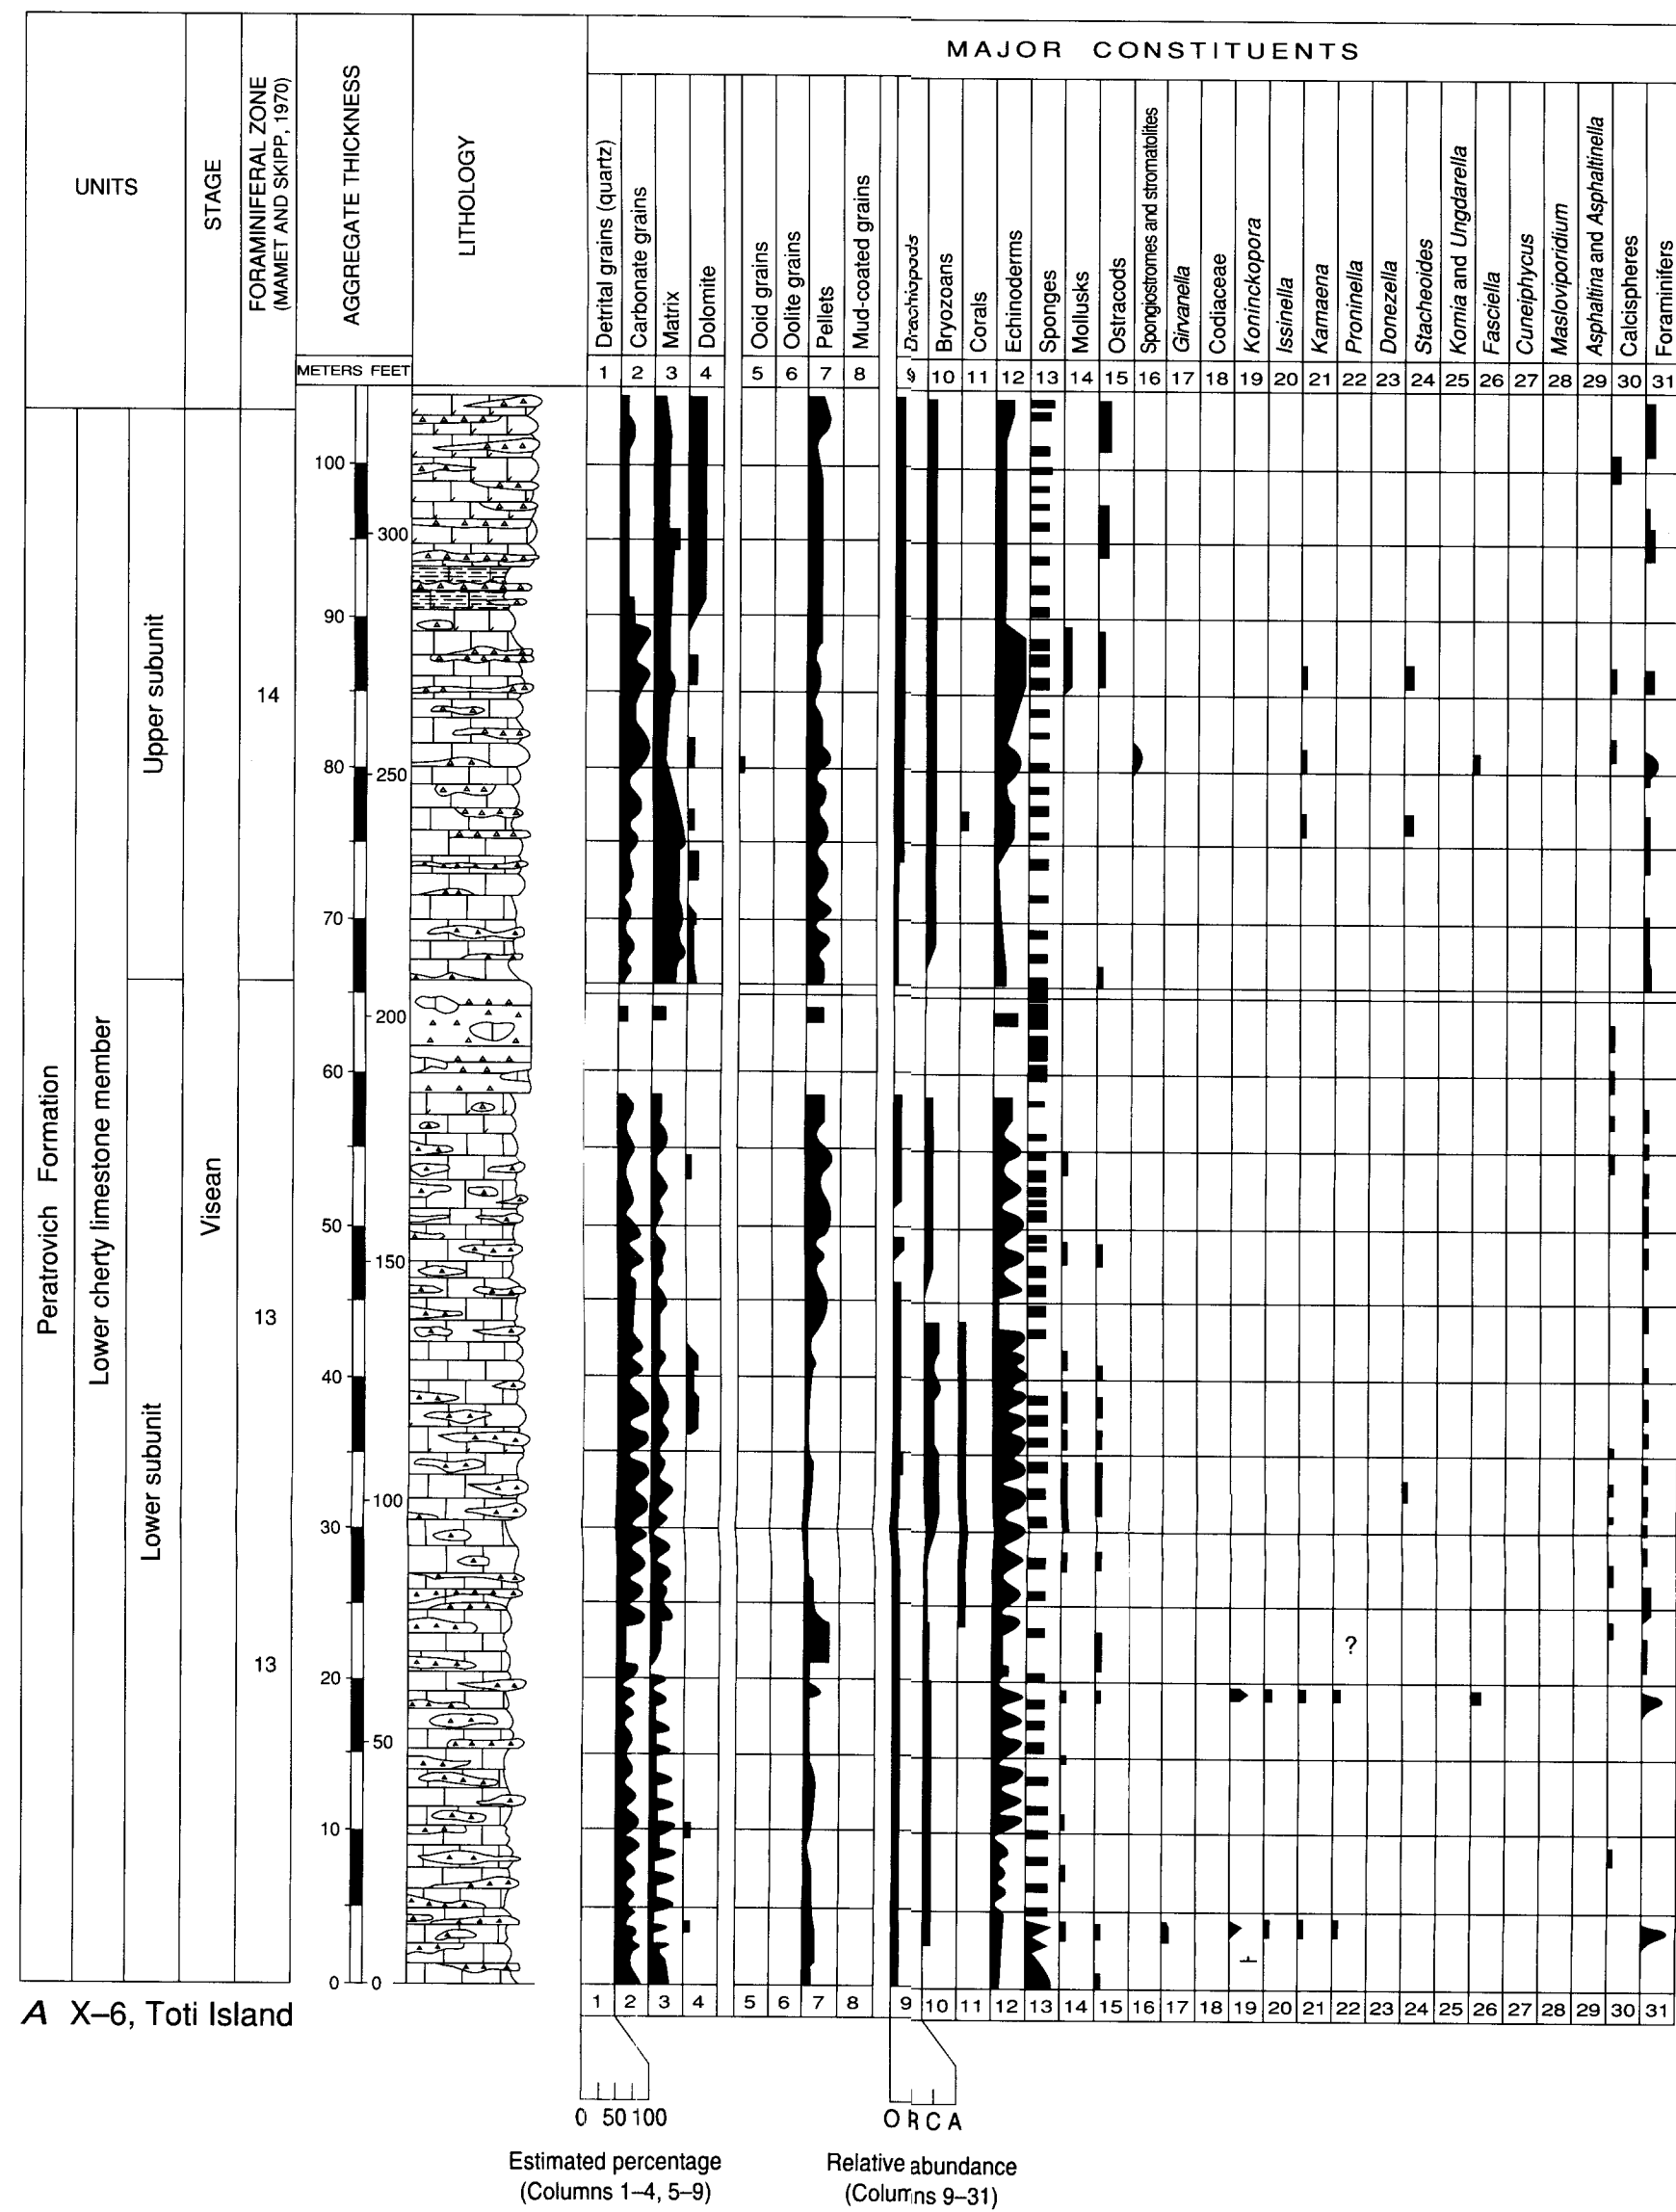 MAJOR CONSTITUENTS
UNITS
STAGE
FORAMINIFERAL ZONE
(MAMET AND SKIPP, 1970)
AGGREGATE THICKNESS
LITHOLOGY
Detrital grains (quartz)
Carbonate grains
Matrix
Dolomite
Ooid grains
Oolite grains
Pellets
Mud-coated grains
Brachiopods
Bryozoans
Corals
Echinoderms
Sponges
Mollusks
Ostracods
Spongiostromes and stromatolites
Girvanella
Codiaceae
Koninckopora
Issinella
Kamaena
Proninella
Donezella
Stacheoides
Komia and Ungdarella
Fasciella
Cuneiphycus
Masloviporidium
Asphaltina and Asphaltinella
Calcispheres
Foraminifers
METERS FEET
1 2 3 4 5 6 7 8 9 10 11 12 13 14 15 16 17 18 19 20 21 22 23 24 25 26 27 28 29 30 31
Peratrovich Formation
Lower cherty limestone member
Upper subunit
Lower subunit
Visean
14
13
13
100
90
80
70
60
50
40
30
20
10
0
300
250
200
150
100
50
0
?
1 2 3 4 5 6 7 8 9 10 11 12 13 14 15 16 17 18 19 20 21 22 23 24 25 26 27 28 29 30 31
A X–6, Toti Island
0 50 100
O R C A
Estimated percentage
(Columns 1–4, 5–9)
Relative abundance
(Columns 9–31)